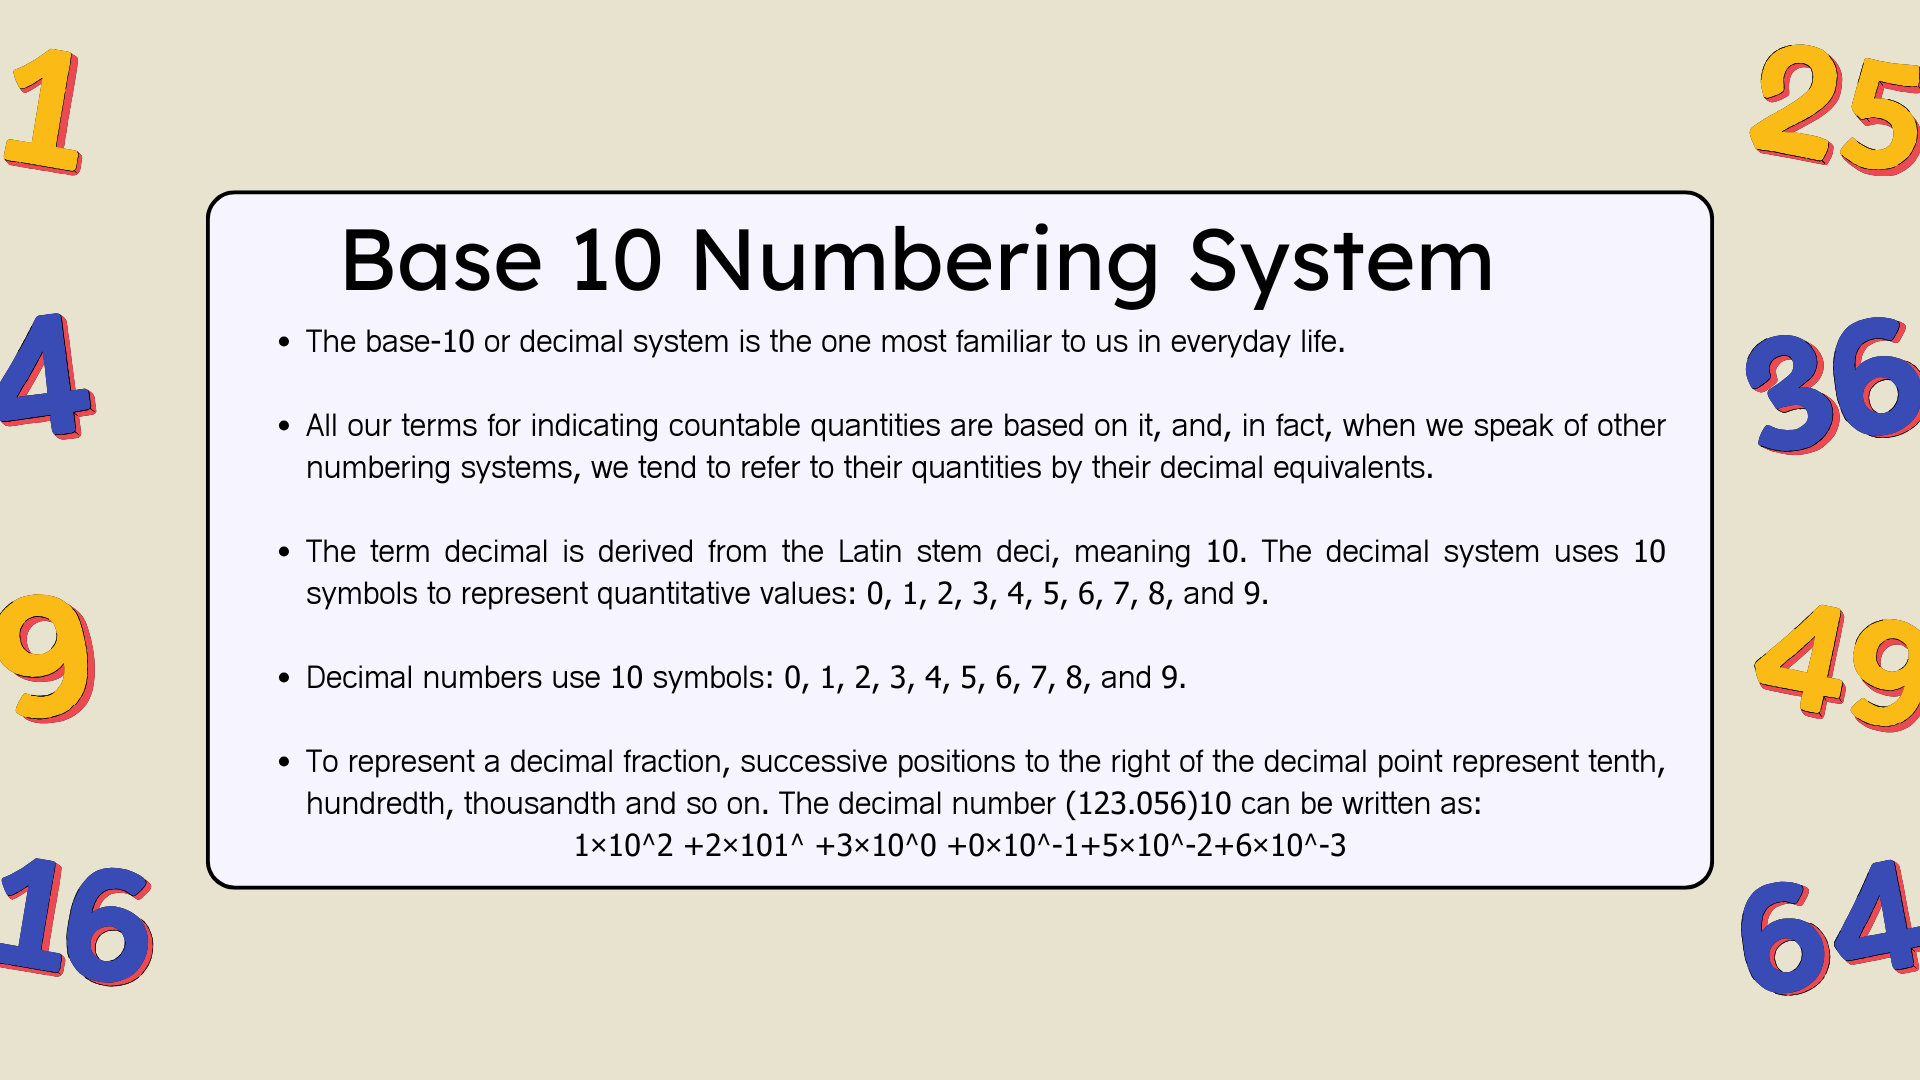 1
25
Base 10 Numbering System
• The base-10 or decimal system is the one most familiar to us in everyday life.
4
36
• All our terms for indicating countable quantities are based on it, and, in fact, when we speak of other
numbering systems, we tend to refer to their quantities by their decimal equivalents.
• The term decimal is derived from the Latin stem deci, meaning 10. The decimal system uses 10
symbols to represent quantitative values: 0, 1, 2, 3, 4, 5, 6, 7, 8, and 9.
9
49
• Decimal numbers use 10 symbols: 0, 1, 2, 3, 4, 5, 6, 7, 8, and 9.
• To represent a decimal fraction, successive positions to the right of the decimal point represent tenth,
hundredth, thousandth and so on. The decimal number (123.056)10 can be written as:
1×10^2 +2×101^ +3×10^0 +0×10^-1+5×10^-2+6×10^-3
16
64